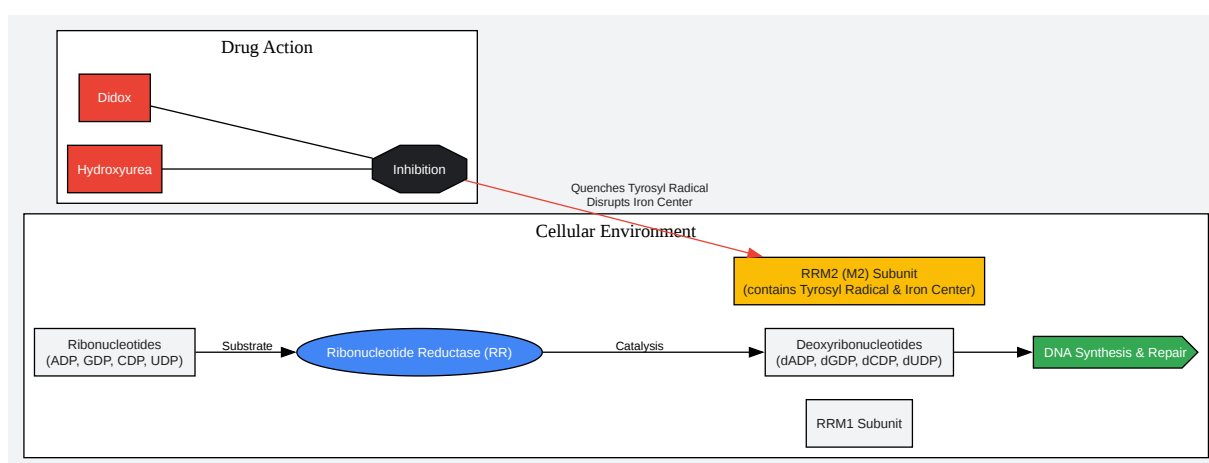 Drug Action
Didox
Hydroxyurea
Inhibition
Quenches Tyrosyl Radical
Disrupts Iron Center
Cellular Environment
RRM2 (M2) Subunit
(contains Tyrosyl Radical & Iron Center)
Ribonucleotides
(ADP, GDP, CDP, UDP)
Substrate
Ribonucleotide Reductase (RR)
Catalysis
Deoxyribonucleotides
(dADP, dGDP, dCDP, dUDP)
DNA Synthesis & Repair
RRM1 Subunit